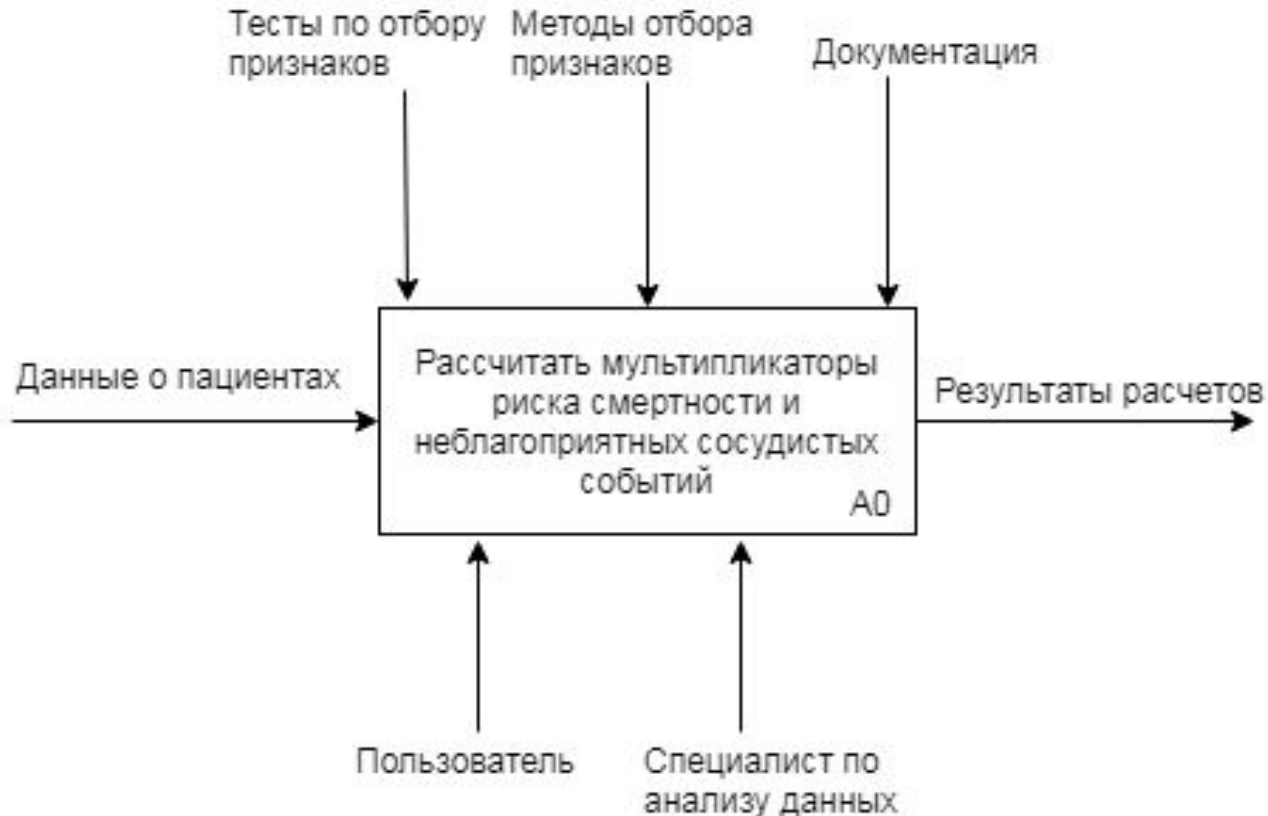 Тесты по отбору
признаков
Методы отбора
признаков
Документация
Данные о пациентах
Рассчитать мультипликаторы
риска смертности и
неблагоприятных сосудистых
событий
A0
Результаты расчетов
Пользователь
Специалист по
анализу данных